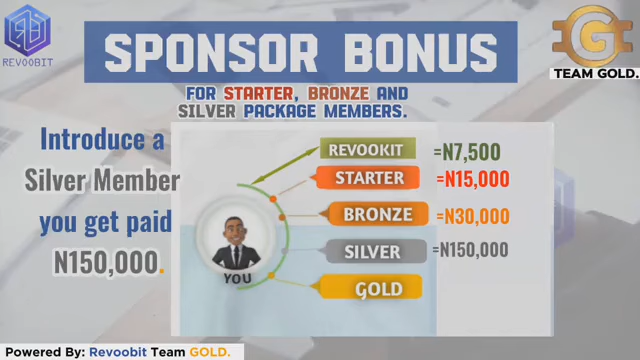 SPONSOR BONUS
REVOOBIT
G
TEAM GOLD.
FOR STARTER, BRONZE AND
SILVER PACKAGE MEMBERS.
Introduce a
Silver Member
you get paid
N150,000.
REVOOKIT =N7,500
STARTER =N15,000
BRONZE =N30,000
SILVER =N150,000
GOLD
YOU
Powered By: Revoobit Team GOLD.